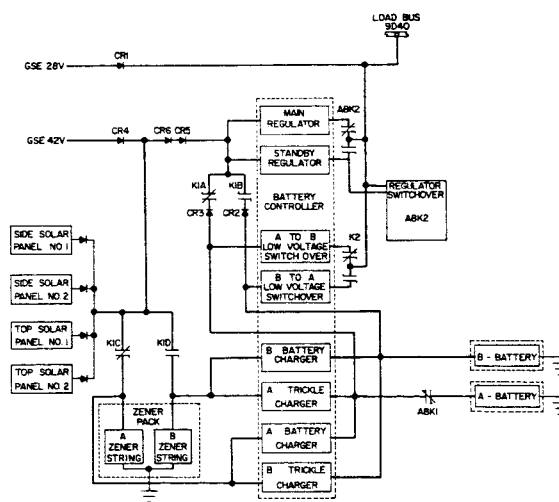 LOAD BUS
9D40
CR1
GSE 28V
ABK2
MAIN
REGULATOR
CR4
CR6 CR5
GSE 42V
STANDBY
REGULATOR
K1A
K1B
REGULATOR
SWITCHOVER
ABK2
BATTERY
CONTROLLER
CR3
CR2
K2
A TO B
LOW VOLTAGE
SWITCH OVER
SIDE SOLAR
PANEL NO. 1
B TO A
LOW VOLTAGE
SWITCHOVER
SIDE SOLAR
PANEL NO. 2
TOP SOLAR
PANEL NO. 1
K1C
K1D
B BATTERY
CHARGER
B - BATTERY
TOP SOLAR
PANEL NO. 2
A TRICKLE
CHARGER
A - BATTERY
ABK1
ZENER
PACK
A
ZENER
STRING
B
ZENER
STRING
A BATTERY
CHARGER
B TRICKLE
CHARGER